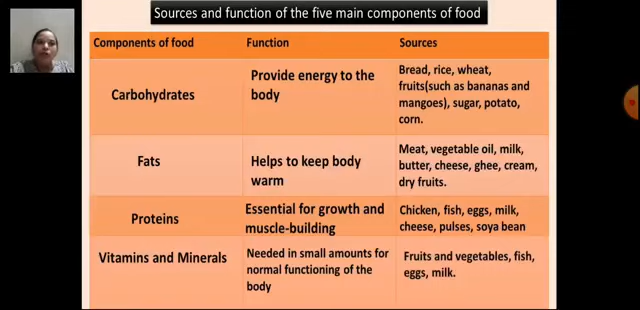 Sources and function of the five main components of food
Components of food
Function
Sources
Carbohydrates
Provide energy to the
body
Bread, rice, wheat,
fruits(such as bananas and
mangoes), sugar, potato,
corn.
Fats
Helps to keep body
warm
Meat, vegetable oil, milk,
butter, cheese, ghee, cream,
dry fruits.
Proteins
Essential for growth and
muscle-building
Chicken, fish, eggs, milk,
cheese, pulses, soya bean
Vitamins and Minerals
Needed in small amounts for
normal functioning of the
body
Fruits and vegetables, fish,
eggs, milk.